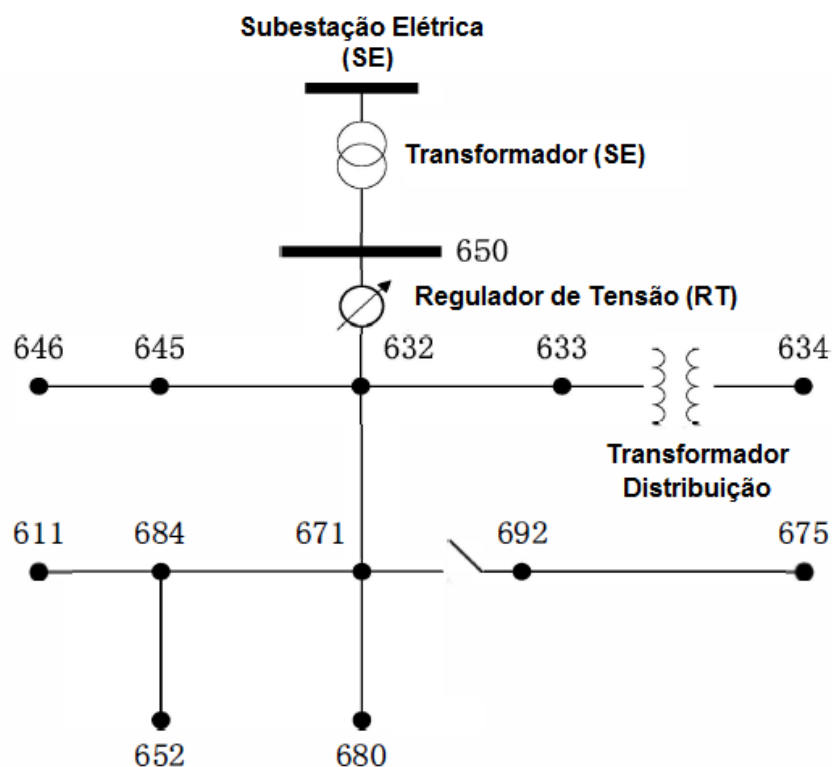 Subestação Elétrica
(SE)
Transformador (SE)
650
Regulador de Tensão (RT)
646 645 632 633 634
Transformador
Distribuição
611 684 671 692 675
652 680